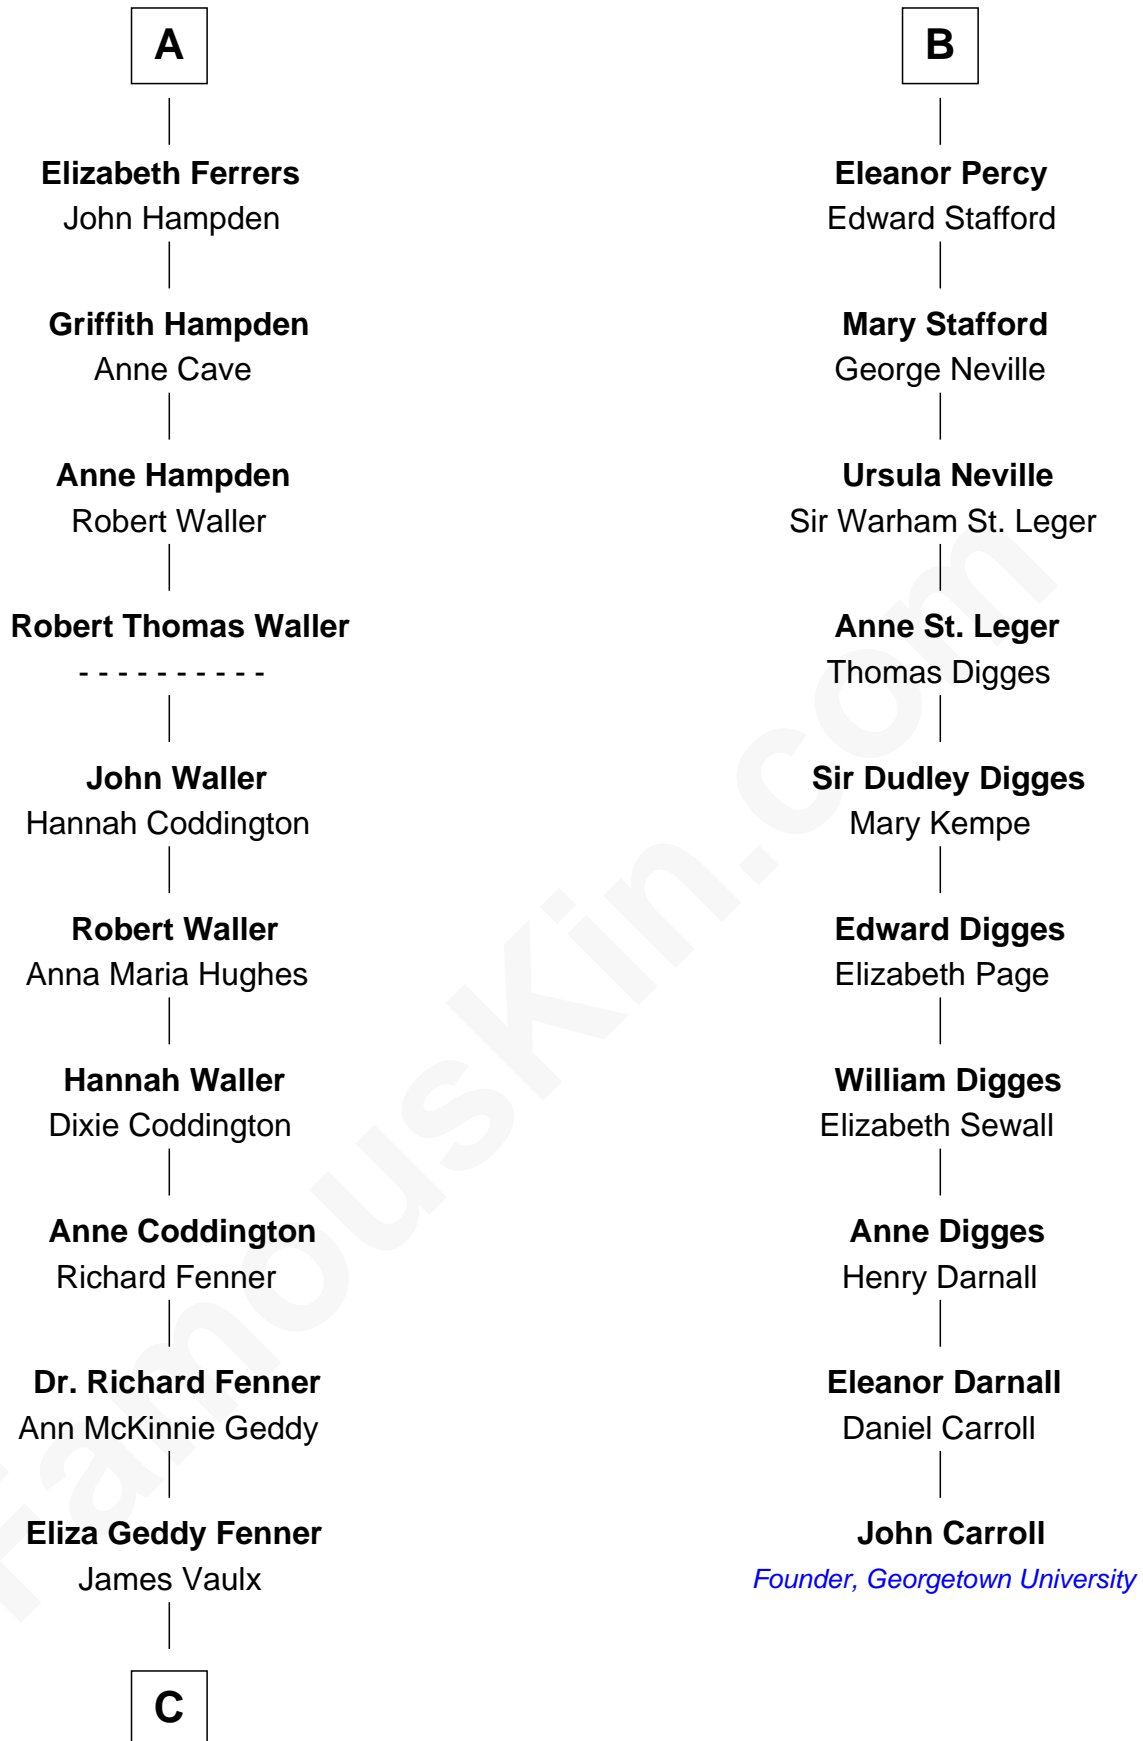 A
Elizabeth Ferrers
John Hampden
Griffith Hampden
Anne Cave
Anne Hampden
Robert Waller
Robert Thomas Waller
- - - - - - - - - -
John Waller
Hannah Coddington
Robert Waller
Anna Maria Hughes
Hannah Waller
Dixie Coddington
Anne Coddington
Richard Fenner
Dr. Richard Fenner
Ann McKinnie Geddy
Eliza Geddy Fenner
James Vaulx
C
B
Eleanor Percy
Edward Stafford
Mary Stafford
George Neville
Ursula Neville
Sir Warham St. Leger
Anne St. Leger
Thomas Digges
Sir Dudley Digges
Mary Kempe
Edward Digges
Elizabeth Page
William Digges
Elizabeth Sewall
Anne Digges
Henry Darnall
Eleanor Darnall
Daniel Carroll
John Carroll
Founder, Georgetown University
FamousKin.com